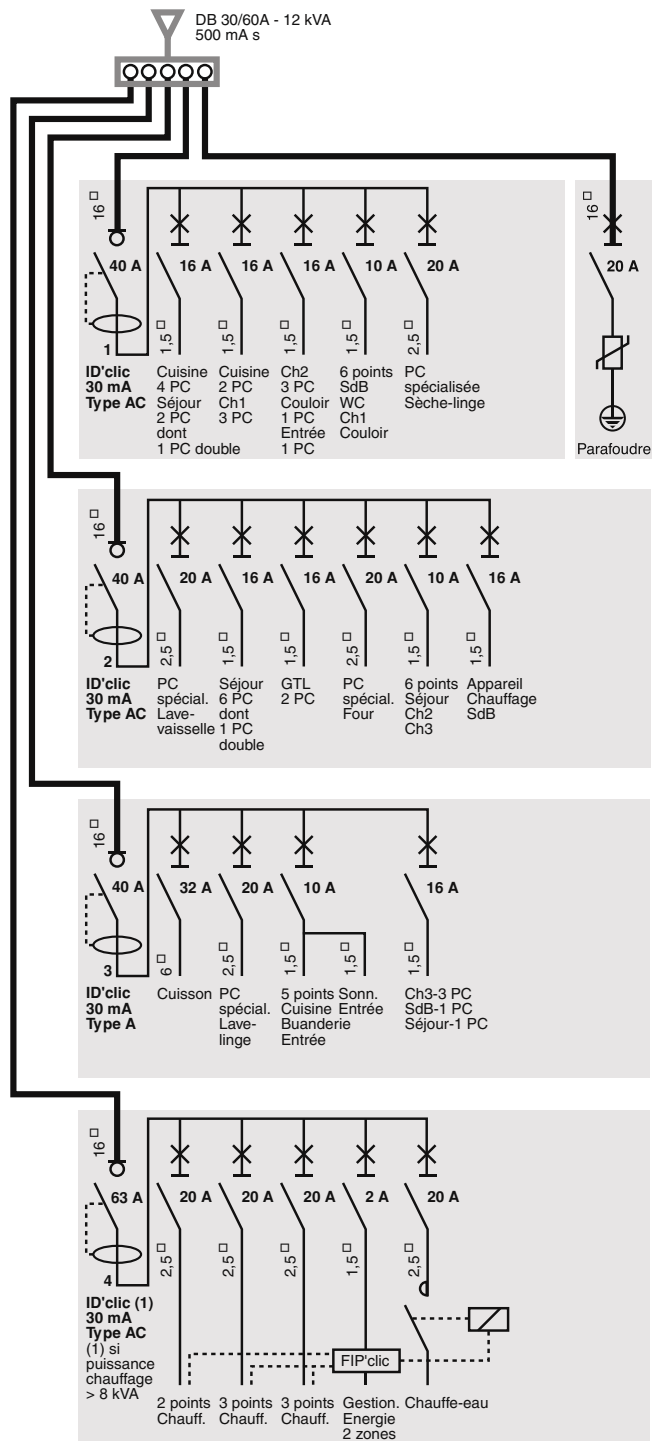 DB 30/60A - 12 kVA
500 mA s
16 □
40 A
16 A
16 A
16 A
10 A
20 A
1
1,5 □
1,5 □
1,5 □
1,5 □
2,5 □
ID'clic
30 mA
Type AC
Cuisine
4 PC
Séjour
2 PC
dont
1 PC double
Cuisine
2 PC
Ch1
3 PC
Ch2
3 PC
Couloir
1 PC
Entrée
1 PC
6 points
SdB
WC
Ch1
Couloir
PC
spécialisée
Sèche-linge
16 □
20 A
Parafoudre
16 □
40 A
20 A
16 A
16 A
20 A
10 A
16 A
2
2,5 □
1,5 □
1,5 □
2,5 □
1,5 □
1,5 □
ID'clic
30 mA
Type AC
PC
spécial.
Lave-
vaisselle
Séjour
6 PC
dont
1 PC
double
GTL
2 PC
PC
spécial.
Four
6 points
Séjour
Ch2
Ch3
Appareil
Chauffage
SdB
16 □
40 A
32 A
20 A
10 A
16 A
3
6 □
2,5 □
1,5 □
1,5 □
1,5 □
ID'clic
30 mA
Type A
Cuisson
PC
spécial.
Lave-
linge
5 points
Cuisine
Buanderie
Entrée
Sonn.
Entrée
Ch3-3 PC
SdB-1 PC
Séjour-1 PC
16 □
63 A
20 A
20 A
20 A
2 A
20 A
4
2,5 □
2,5 □
2,5 □
1,5 □
2,5 □
ID'clic (1)
30 mA
Type AC
(1) si
puissance
chauffage
> 8 kVA
FIP'clic
2 points
Chauff.
3 points
Chauff.
3 points
Chauff.
Gestion.
Energie
2 zones
Chauffe-eau